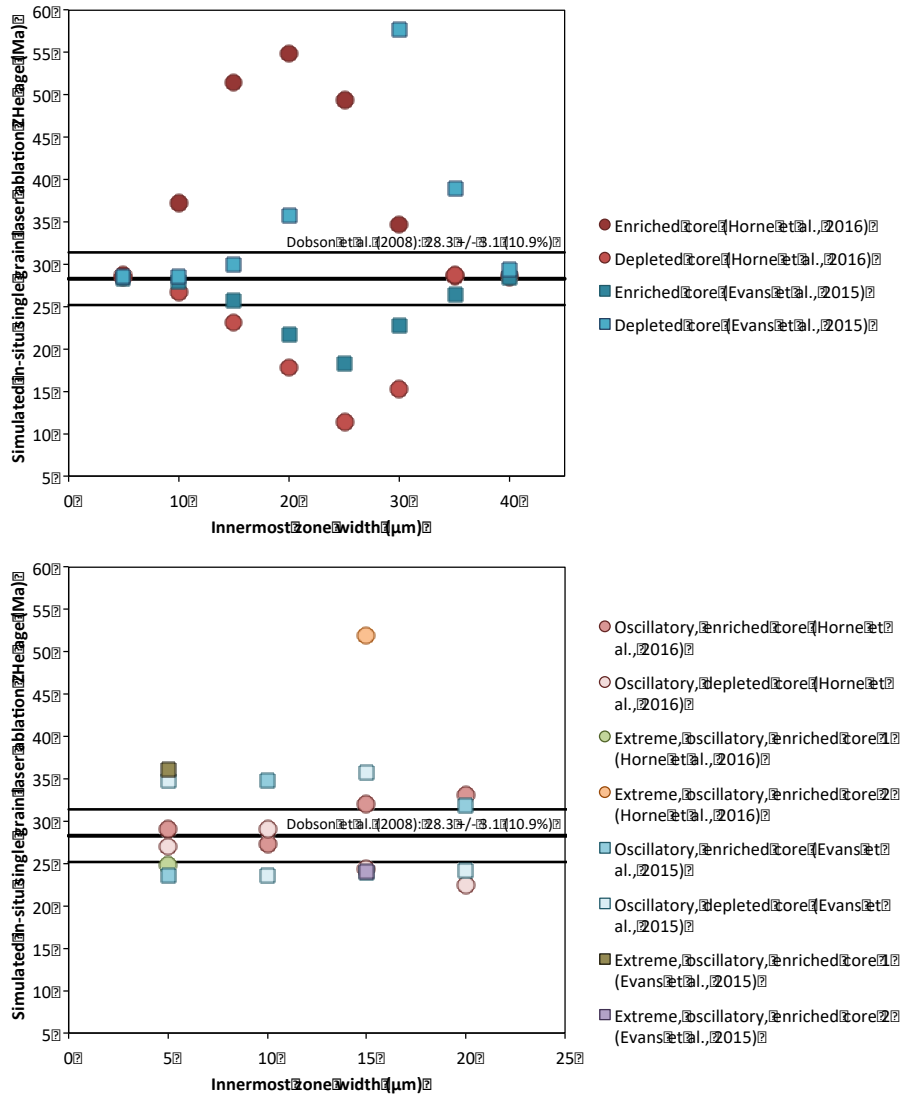 60
55
50
45
40
35
30
25
20
15
10
5
0
10
20
30
40
Simulated in-situ single grain laser ablation ZHe age (Ma)
Innermost zone width (µm)
Dobson et al. (2008): 28.3 +/- 3.1 (10.9%)
Enriched core (Horne et al., 2016)
Depleted core (Horne et al., 2016)
Enriched core (Evans et al., 2015)
Depleted core (Evans et al., 2015)
60
55
50
45
40
35
30
25
20
15
10
5
0
5
10
15
20
25
Simulated in-situ single grain laser ablation ZHe age (Ma)
Innermost zone width (µm)
Dobson et al. (2008): 28.3 +/- 3.1 (10.9%)
Oscillatory, enriched core (Horne et
al., 2016)
Oscillatory, depleted core (Horne et
al., 2016)
Extreme, oscillatory, enriched core 1
(Horne et al., 2016)
Extreme, oscillatory, enriched core 2
(Horne et al., 2016)
Oscillatory, enriched core (Evans et
al., 2015)
Oscillatory, depleted core (Evans et
al., 2015)
Extreme, oscillatory, enriched core 1
(Evans et al., 2015)
Extreme, oscillatory, enriched core 2
(Evans et al., 2015)